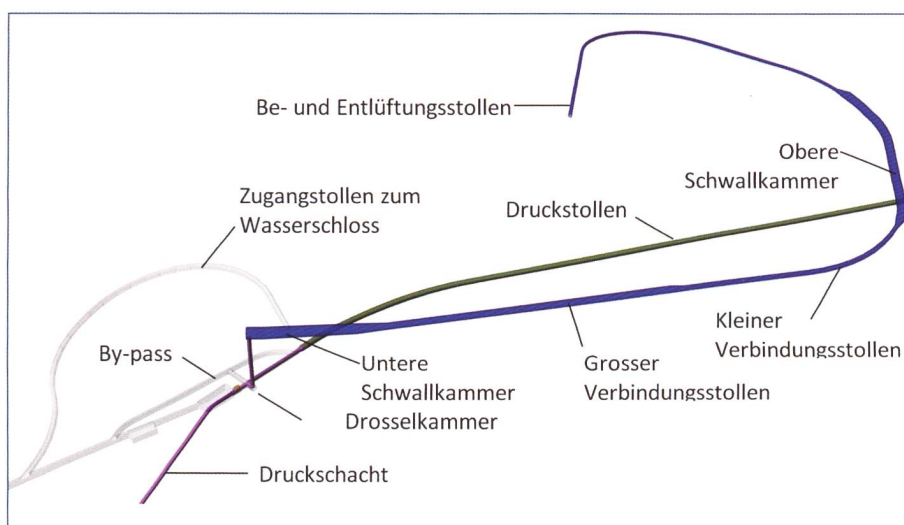 Be- und Entlüftungsstollen
Obere
Schwallkammer
Zugangstollen zum
Wasserschloss
Druckstollen
Kleiner
Verbindungsstollen
By-pass
Untere
Schwallkammer
Drosselkammer
Grosser
Verbindungsstollen
Druckschacht